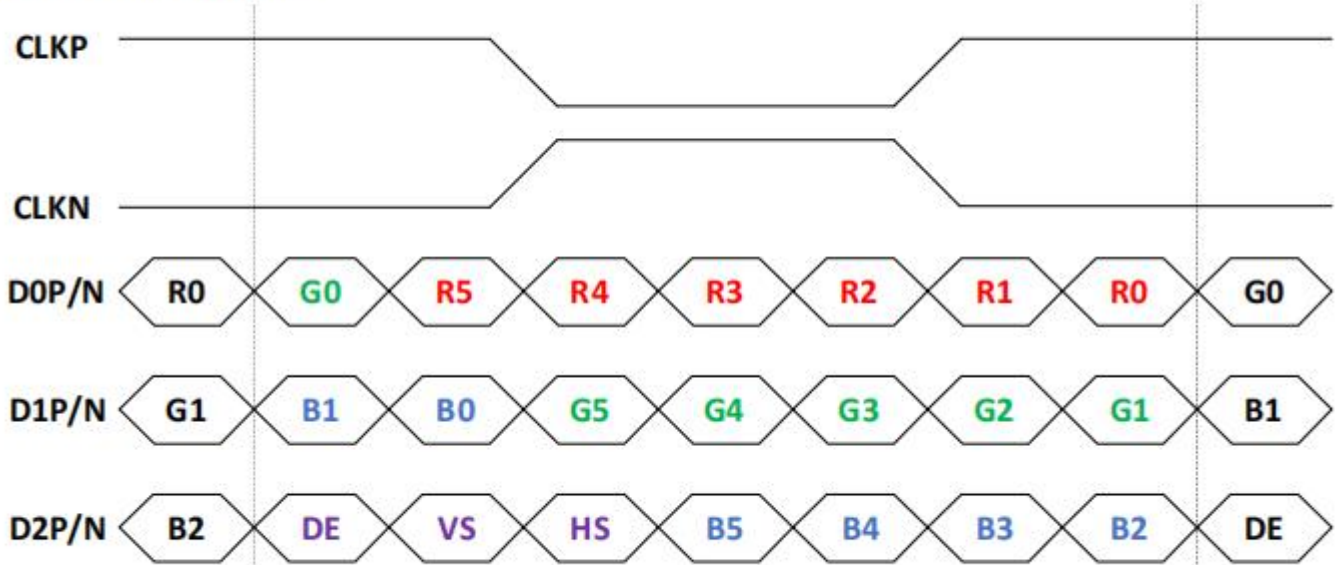 CLKP
CLKN
D0P/N R0 G0 R5 R4 R3 R2 R1 R0 G0
D1P/N G1 B1 B0 G5 G4 G3 G2 G1 B1
D2P/N B2 DE VS HS B5 B4 B3 B2 DE